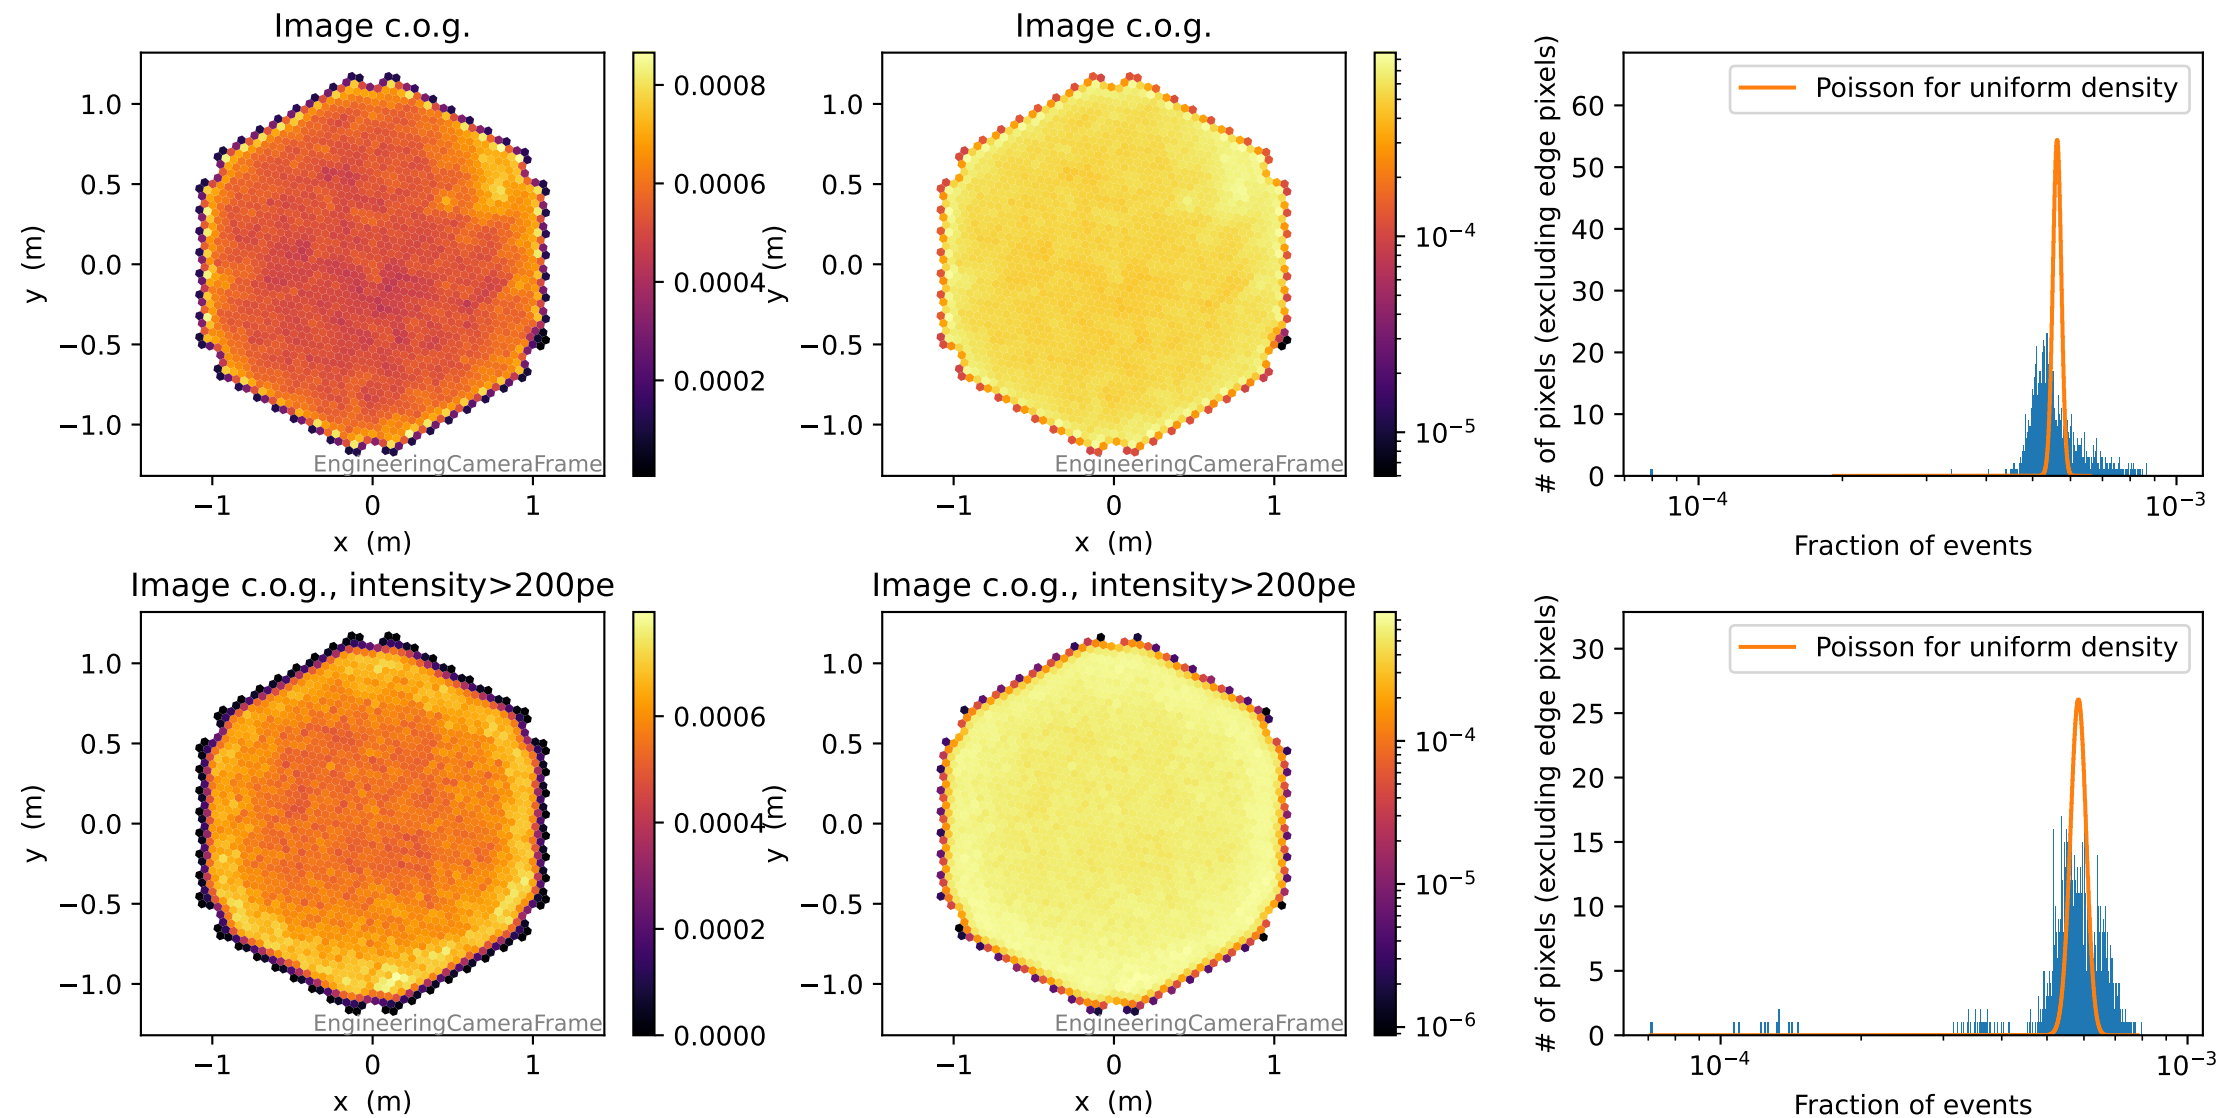 Image c.o.g.
1.0
0.5
0.0
−0.5
−1.0
y (m)
−1
0
1
x (m)
EngineeringCameraFrame
0.0008
0.0006
0.0004
0.0002
Image c.o.g.
1.0
0.5
0.0
−0.5
−1.0
y (m)
−1
0
1
x (m)
EngineeringCameraFrame
10−4
10−5
# of pixels (excluding edge pixels)
60
50
40
30
20
10
0
Poisson for uniform density
10−4
10−3
Fraction of events
Image c.o.g., intensity>200pe
1.0
0.5
0.0
−0.5
−1.0
y (m)
−1
0
1
x (m)
EngineeringCameraFrame
0.0006
0.0004
0.0002
0.0000
Image c.o.g., intensity>200pe
1.0
0.5
0.0
−0.5
−1.0
y (m)
−1
0
1
x (m)
EngineeringCameraFrame
10−4
10−5
10−6
# of pixels (excluding edge pixels)
30
25
20
15
10
5
0
Poisson for uniform density
10−4
10−3
Fraction of events